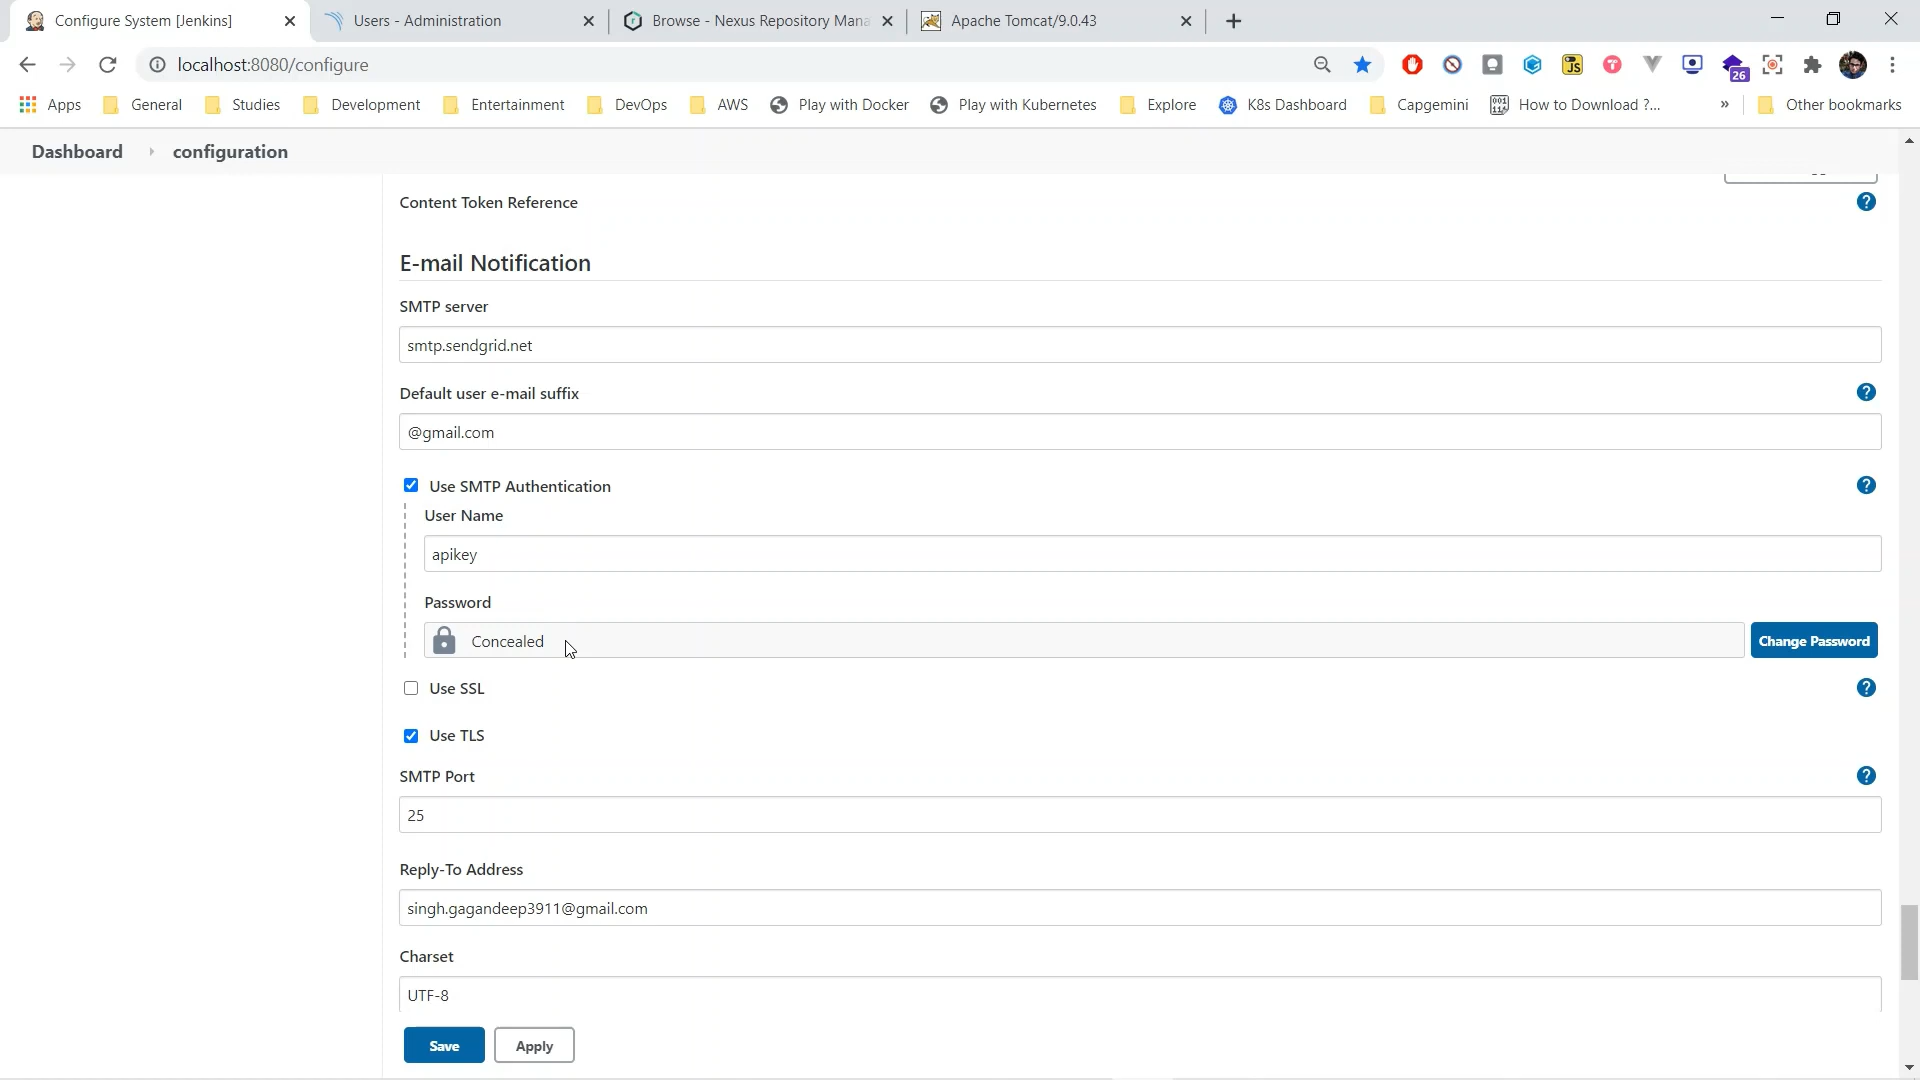 Configure System [Jenkins]
Users - Administration
Browse - Nexus Repository Mana
Apache Tomcat/9.0.43
localhost:8080/configure
JS
26
Apps
General
Studies
Development
Entertainment
DevOps
AWS
Play with Docker
Play with Kubernetes
Explore
K8s Dashboard
Capgemini
How to Download ?...
»
Other bookmarks
Dashboard
configuration
Content Token Reference
?
E-mail Notification
SMTP server
smtp.sendgrid.net
Default user e-mail suffix
?
@gmail.com
Use SMTP Authentication
?
User Name
apikey
Password
Concealed
Change Password
Use SSL
?
Use TLS
SMTP Port
?
25
Reply-To Address
singh.gagandeep3911@gmail.com
Charset
UTF-8
Save
Apply